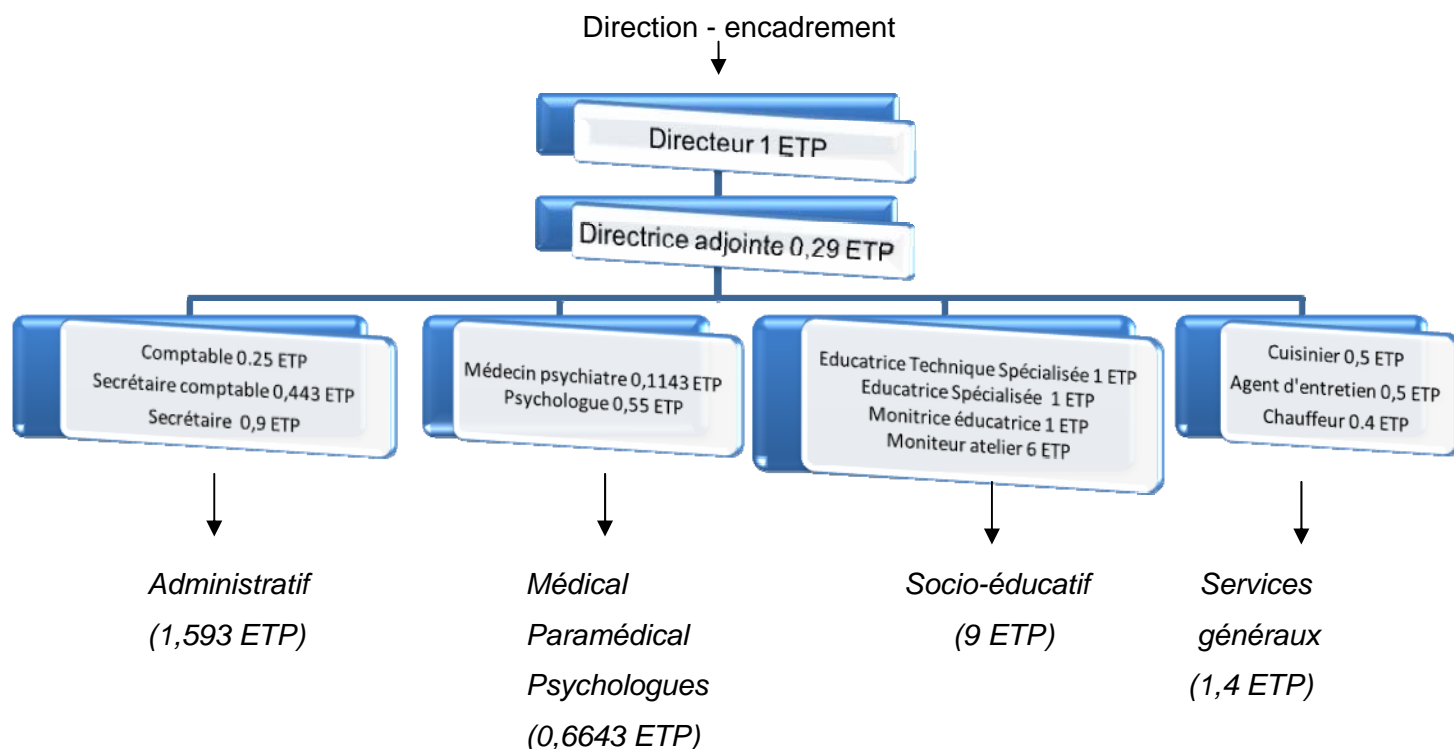 Direction - encadrement
Directeur 1 ETP
Directrice adjointe 0,29 ETP
Comptable 0.25 ETP
Secrétaire comptable 0,443 ETP
Secrétaire 0,9 ETP
Médecin psychiatre 0,1143 ETP
Psychologue 0,55 ETP
Educatrice Technique Spécialisée 1 ETP
Educatrice Spécialisée 1 ETP
Monitrice éducatrice 1 ETP
Moniteur atelier 6 ETP
Cuisinier 0,5 ETP
Agent d'entretien 0,5 ETP
Chauffeur 0.4 ETP
Administratif
(1,593 ETP)
Médical
Paramédical
Psychologues
(0,6643 ETP)
Socio-éducatif
(9 ETP)
Services
généraux
(1,4 ETP)